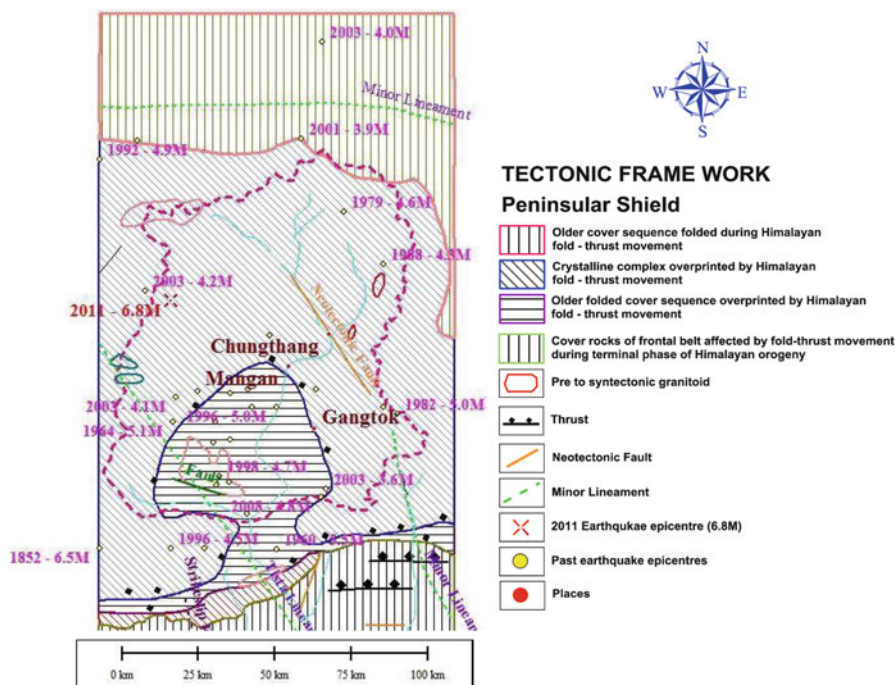 2003 - 4.0M
Minor Lineament
2001 - 3.9M
1992 - 4.9M
1979 - 4.6M
1988 - 4.3M
2003 - 4.2M
2011 - 6.8M
Neotectonic Fault
Chungthang
Mangan
2003 - 4.1M
1996 - 5.0M
1982 - 5.0M
Gangtok
1964 - 5.1M
1998 - 4.7M
Fault
2003 - 3.6M
1996 - 4.5M
1852 - 6.5M
Minor Linear
0 km
25 km
50 km
75 km
100 km
N
W
E
S
TECTONIC FRAME WORK
Peninsular Shield
Older cover sequence folded during Himalayan
fold - thrust movement
Crystalline complex overprinted by Himalayan
fold - thrust movement
Older folded cover sequence overprinted by Himalayan
fold - thrust movement
Cover rocks of frontal belt affected by fold-thrust movement
during terminal phase of Himalayan orogeny
Pre to syntectonic granitoid
Thrust
Neotectonic Fault
Minor Lineament
2011 Earthqukae epicentre (6.8M)
Past earthquake epicentres
Places